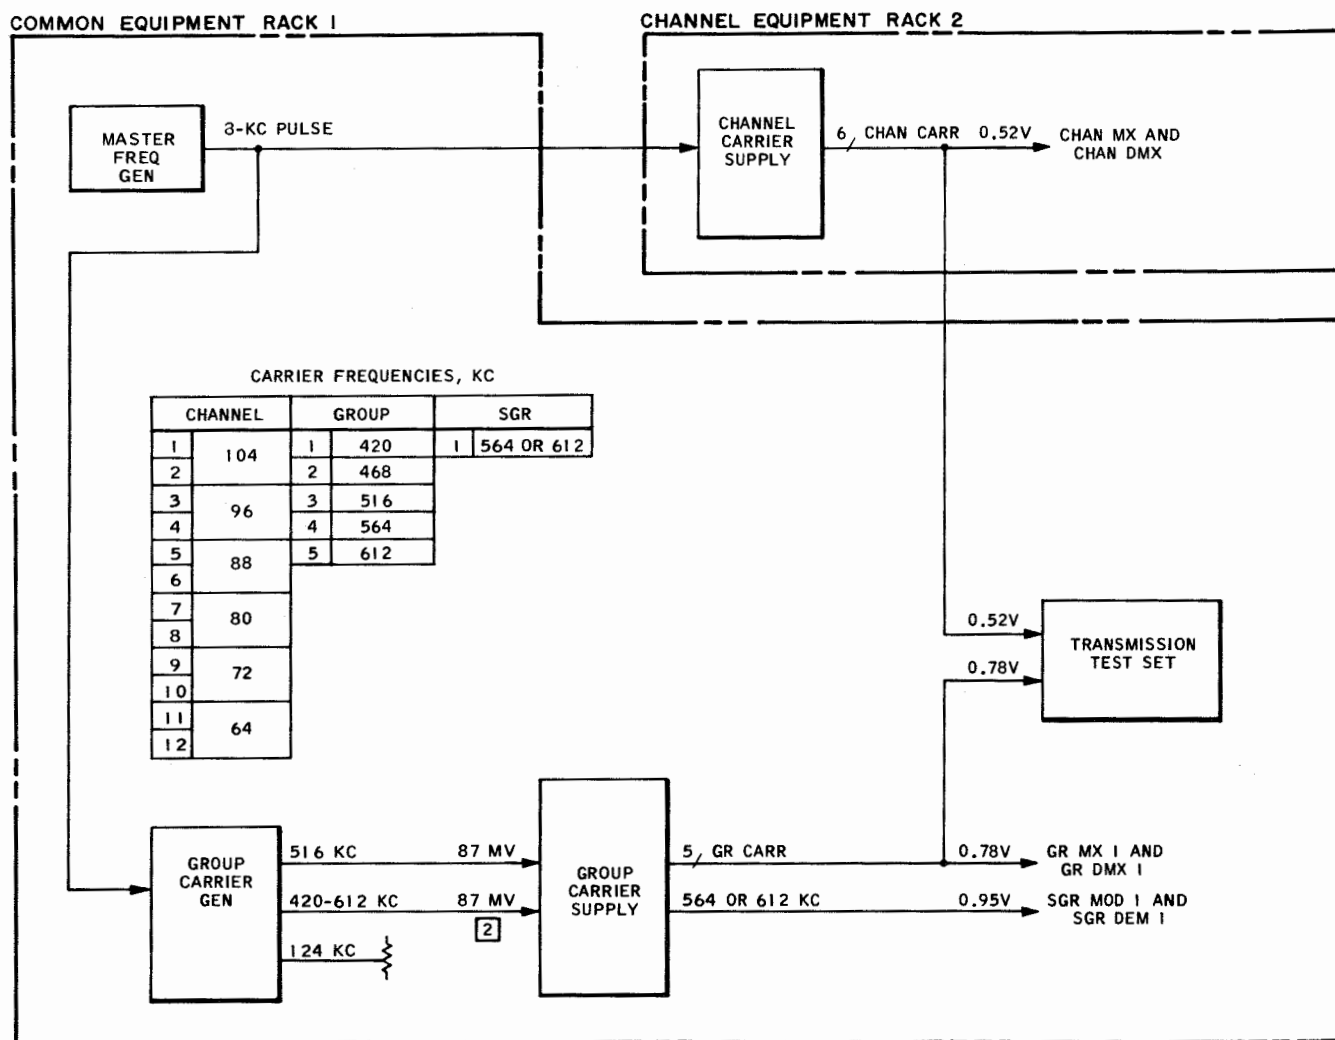 COMMON EQUIPMENT RACK 1
CHANNEL EQUIPMENT RACK 2
MASTER
FREQ
GEN
8-KC PULSE
CHANNEL
CARRIER
SUPPLY
6/ CHAN CARR 0.52V
CHAN MX AND
CHAN DMX
CARRIER FREQUENCIES, KC
CHANNEL GROUP SGR
1 104 1 420 1 564 OR 612
2 2 468
3 96 3 516
4 4 564
5 88 5 612
6
7 80
8
9 72
10
11 64
12
0.52V
0.78V
TRANSMISSION
TEST SET
GROUP
CARRIER
GEN
516 KC 87 MV
420-612 KC 87 MV
2
124 KC
GROUP
CARRIER
SUPPLY
5/ GR CARR 0.78V
GR MX 1 AND
GR DMX 1
564 OR 612 KC 0.95V
SGR MOD 1 AND
SGR DEM 1